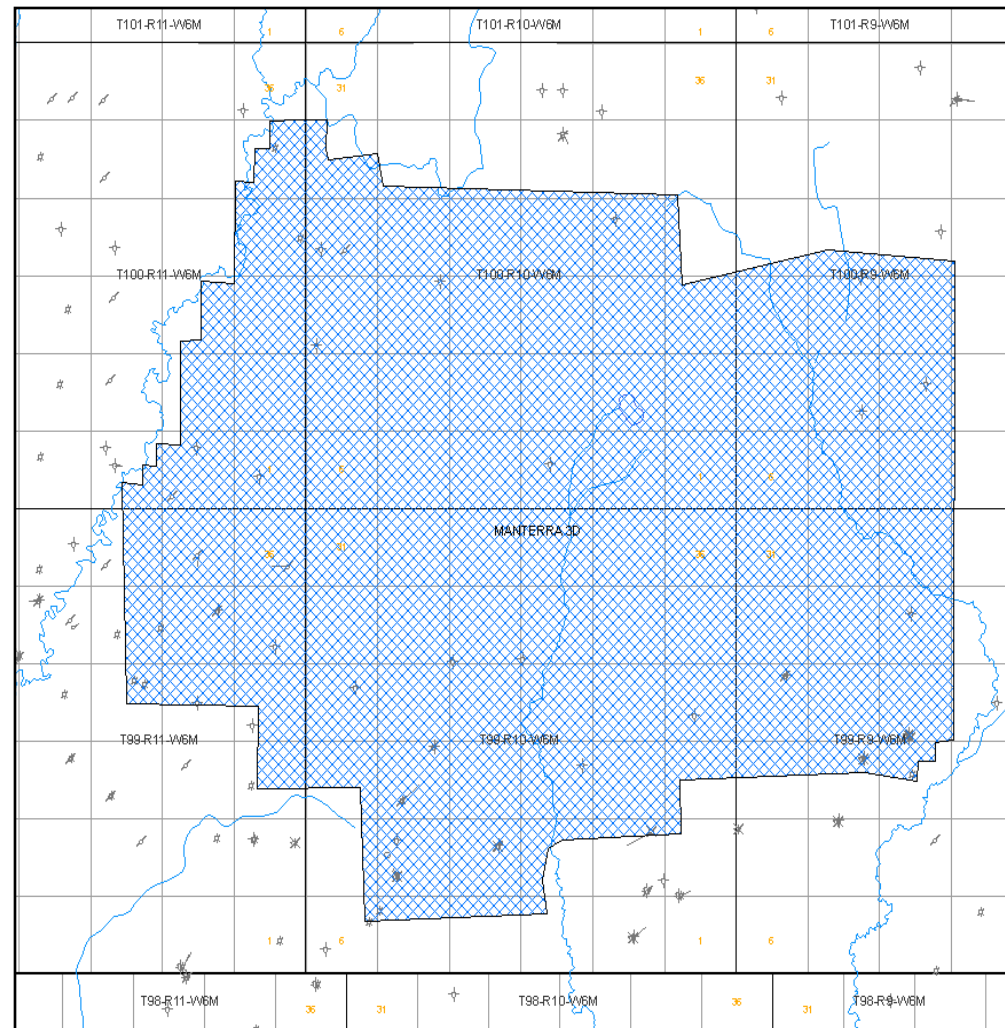 T101-R11-W6M T101-R10-W6M T101-R9-W6M
1 6 1 6
36 31 36 31
T100-R11-W6M T100-R10-W6M T100-R9-W6M
1 6 1 6
MANTERRA 3D
36 31 36 31
T99-R11-W6M T99-R10-W6M T99-R9-W6M
1 6 1 6
T98-R11-W6M T98-R10-W6M T98-R9-W6M
36 31 36 31